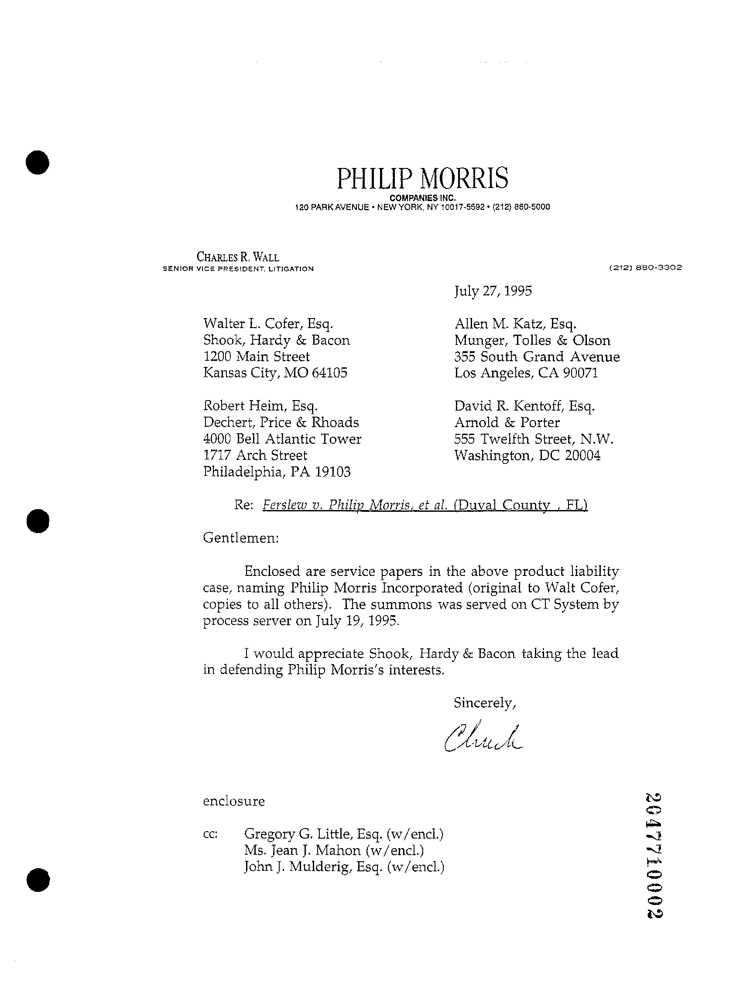 PHILIP MORRIS
COMPANIES INC.
120 PARK AVENUE • NEW YORK, NY 10017-5592 • (212) 880-5000
CHARLES R. WALL
SENIOR VICE PRESIDENT, LITIGATION
(212) 880-3302
July 27, 1995
Walter L. Cofer, Esq.
Shook, Hardy & Bacon
1200 Main Street
Kansas City, MO 64105
Allen M. Katz, Esq.
Munger, Tolles & Olson
355 South Grand Avenue
Los Angeles, CA 90071
Robert Heim, Esq.
Dechert, Price & Rhoads
4000 Bell Atlantic Tower
1717 Arch Street
Philadelphia, PA 19103
David R. Kentoff, Esq.
Arnold & Porter
555 Twelfth Street, N.W.
Washington, DC 20004
Re: Ferslew v. Philip Morris, et al. (Duval County , FL)
Gentlemen:
Enclosed are service papers in the above product liability
case, naming Philip Morris Incorporated (original to Walt Cofer,
copies to all others). The summons was served on CT System by
process server on July 19, 1995.
I would appreciate Shook, Hardy & Bacon taking the lead
in defending Philip Morris's interests.
Sincerely,
Chuck
enclosure
cc: Gregory G. Little, Esq. (w/encl.)
Ms. Jean J. Mahon (w/encl.)
John J. Mulderig, Esq. (w/encl.)
2047710002